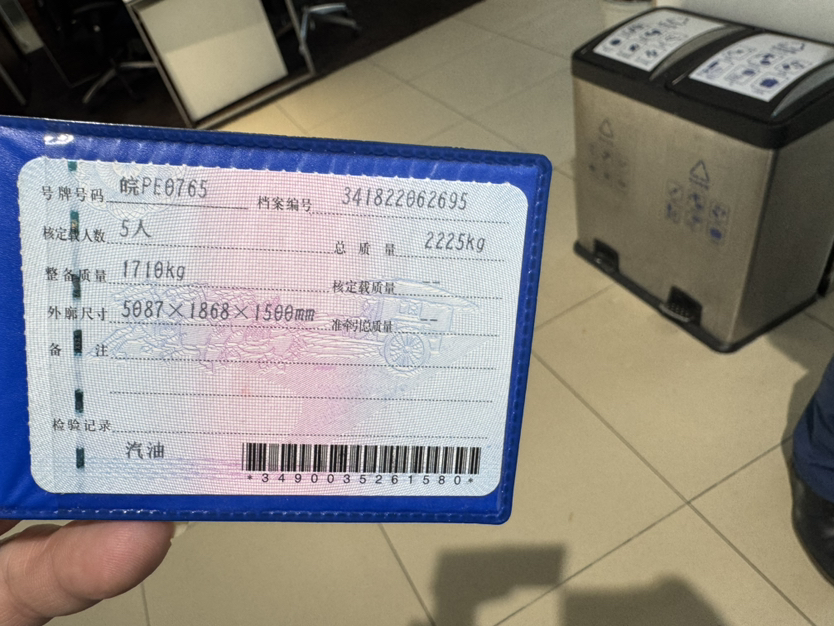 号牌号码 皖PE0765 档案编号 341822062695
核定载人数 5人 总质量 2225kg
整备质量 1710kg 核定载质量 --
外廓尺寸 5087×1868×1500mm 准牵引总质量 --
备注
检验记录
汽油
*3490035261580*